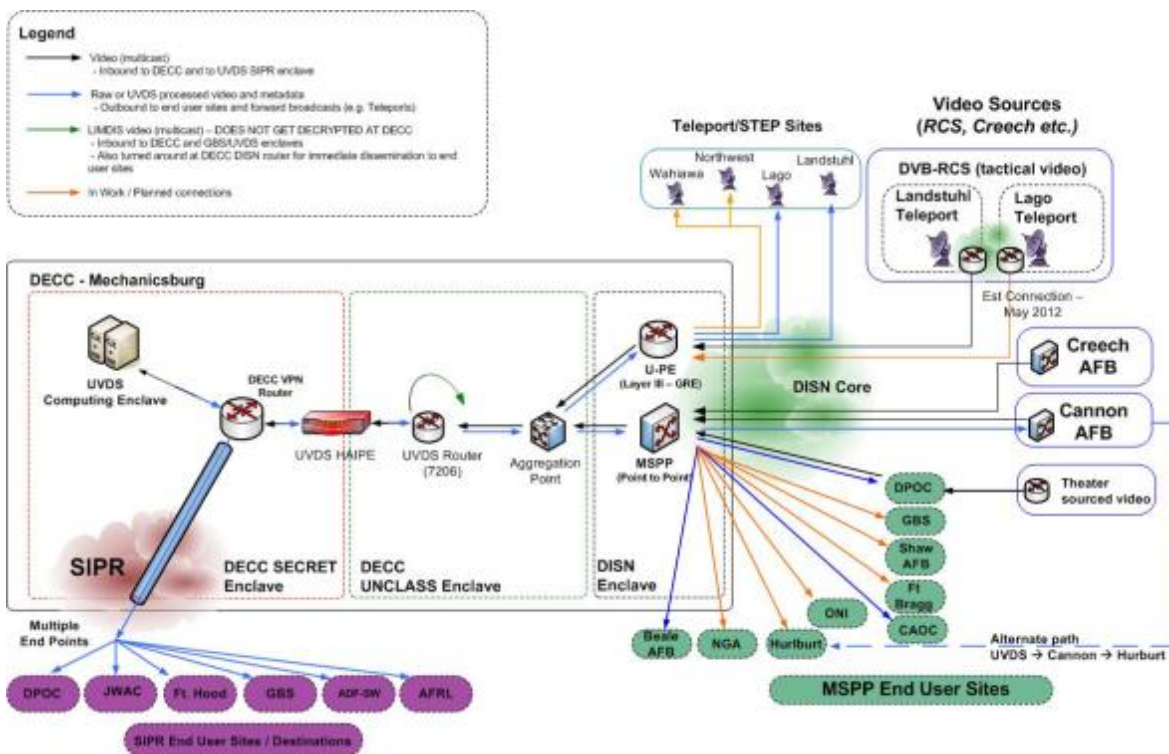 Legend
Video (multicast)
- Inbound to DECC and to UVDS SIPR enclave
Raw or UVDS processed video and metadata
- Outbound to end user sites and forward broadcasts (e.g. Teleports)
LIMDIS video (multicast) – DOES NOT GET DECRYPTED AT DECC
- Inbound to DECC and GBS/UVDS enclaves
- Also turned around at DECC DISN router for immediate dissemination to end
user sites
In Work / Planned connections
Teleport/STEP Sites
Wahiawa
Northwest
Lago
Landstuhl
Video Sources
(RCS, Creech etc.)
DVB-RCS (tactical video)
Landstuhl
Teleport
Lago
Teleport
Est Connection –
May 2012
DECC - Mechanicsburg
UVDS
Computing Enclave
DECC VPN
Router
UVDS HAIPE
UVDS Router
(7206)
Aggregation
Point
U-PE
(Layer III – GRE)
MSPP
(Point to Point)
DISN Core
Creech
AFB
Cannon
AFB
Theater
sourced video
SIPR
DECC SECRET
Enclave
DECC
UNCLASS Enclave
DISN
Enclave
DPOC
GBS
Shaw
AFB
Ft
Bragg
CAOC
ONI
Hurlburt
NGA
Beale
AFB
Alternate path
UVDS → Cannon → Hurburt
MSPP End User Sites
Multiple
End Points
DPOC
JWAC
Ft. Hood
GBS
ADF-SW
AFRL
SIPR End User Sites / Destinations